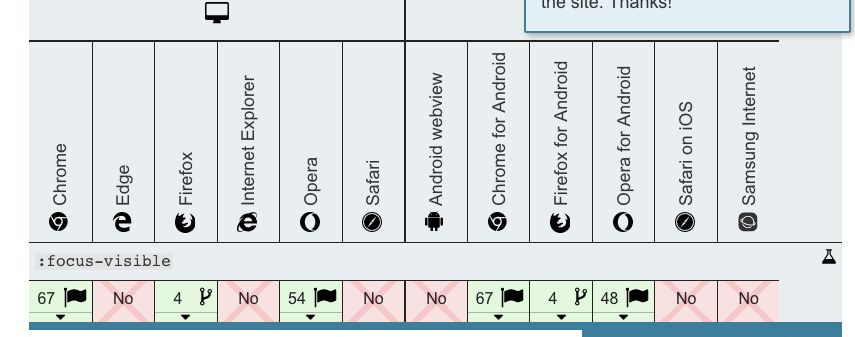 the site. Thanks!
Chrome
Edge
Firefox
Internet Explorer
Opera
Safari
Android webview
Chrome for Android
Firefox for Android
Opera for Android
Safari on iOS
Samsung Internet
:focus-visible
67 No 4 No 54 No No 67 4 48 No No